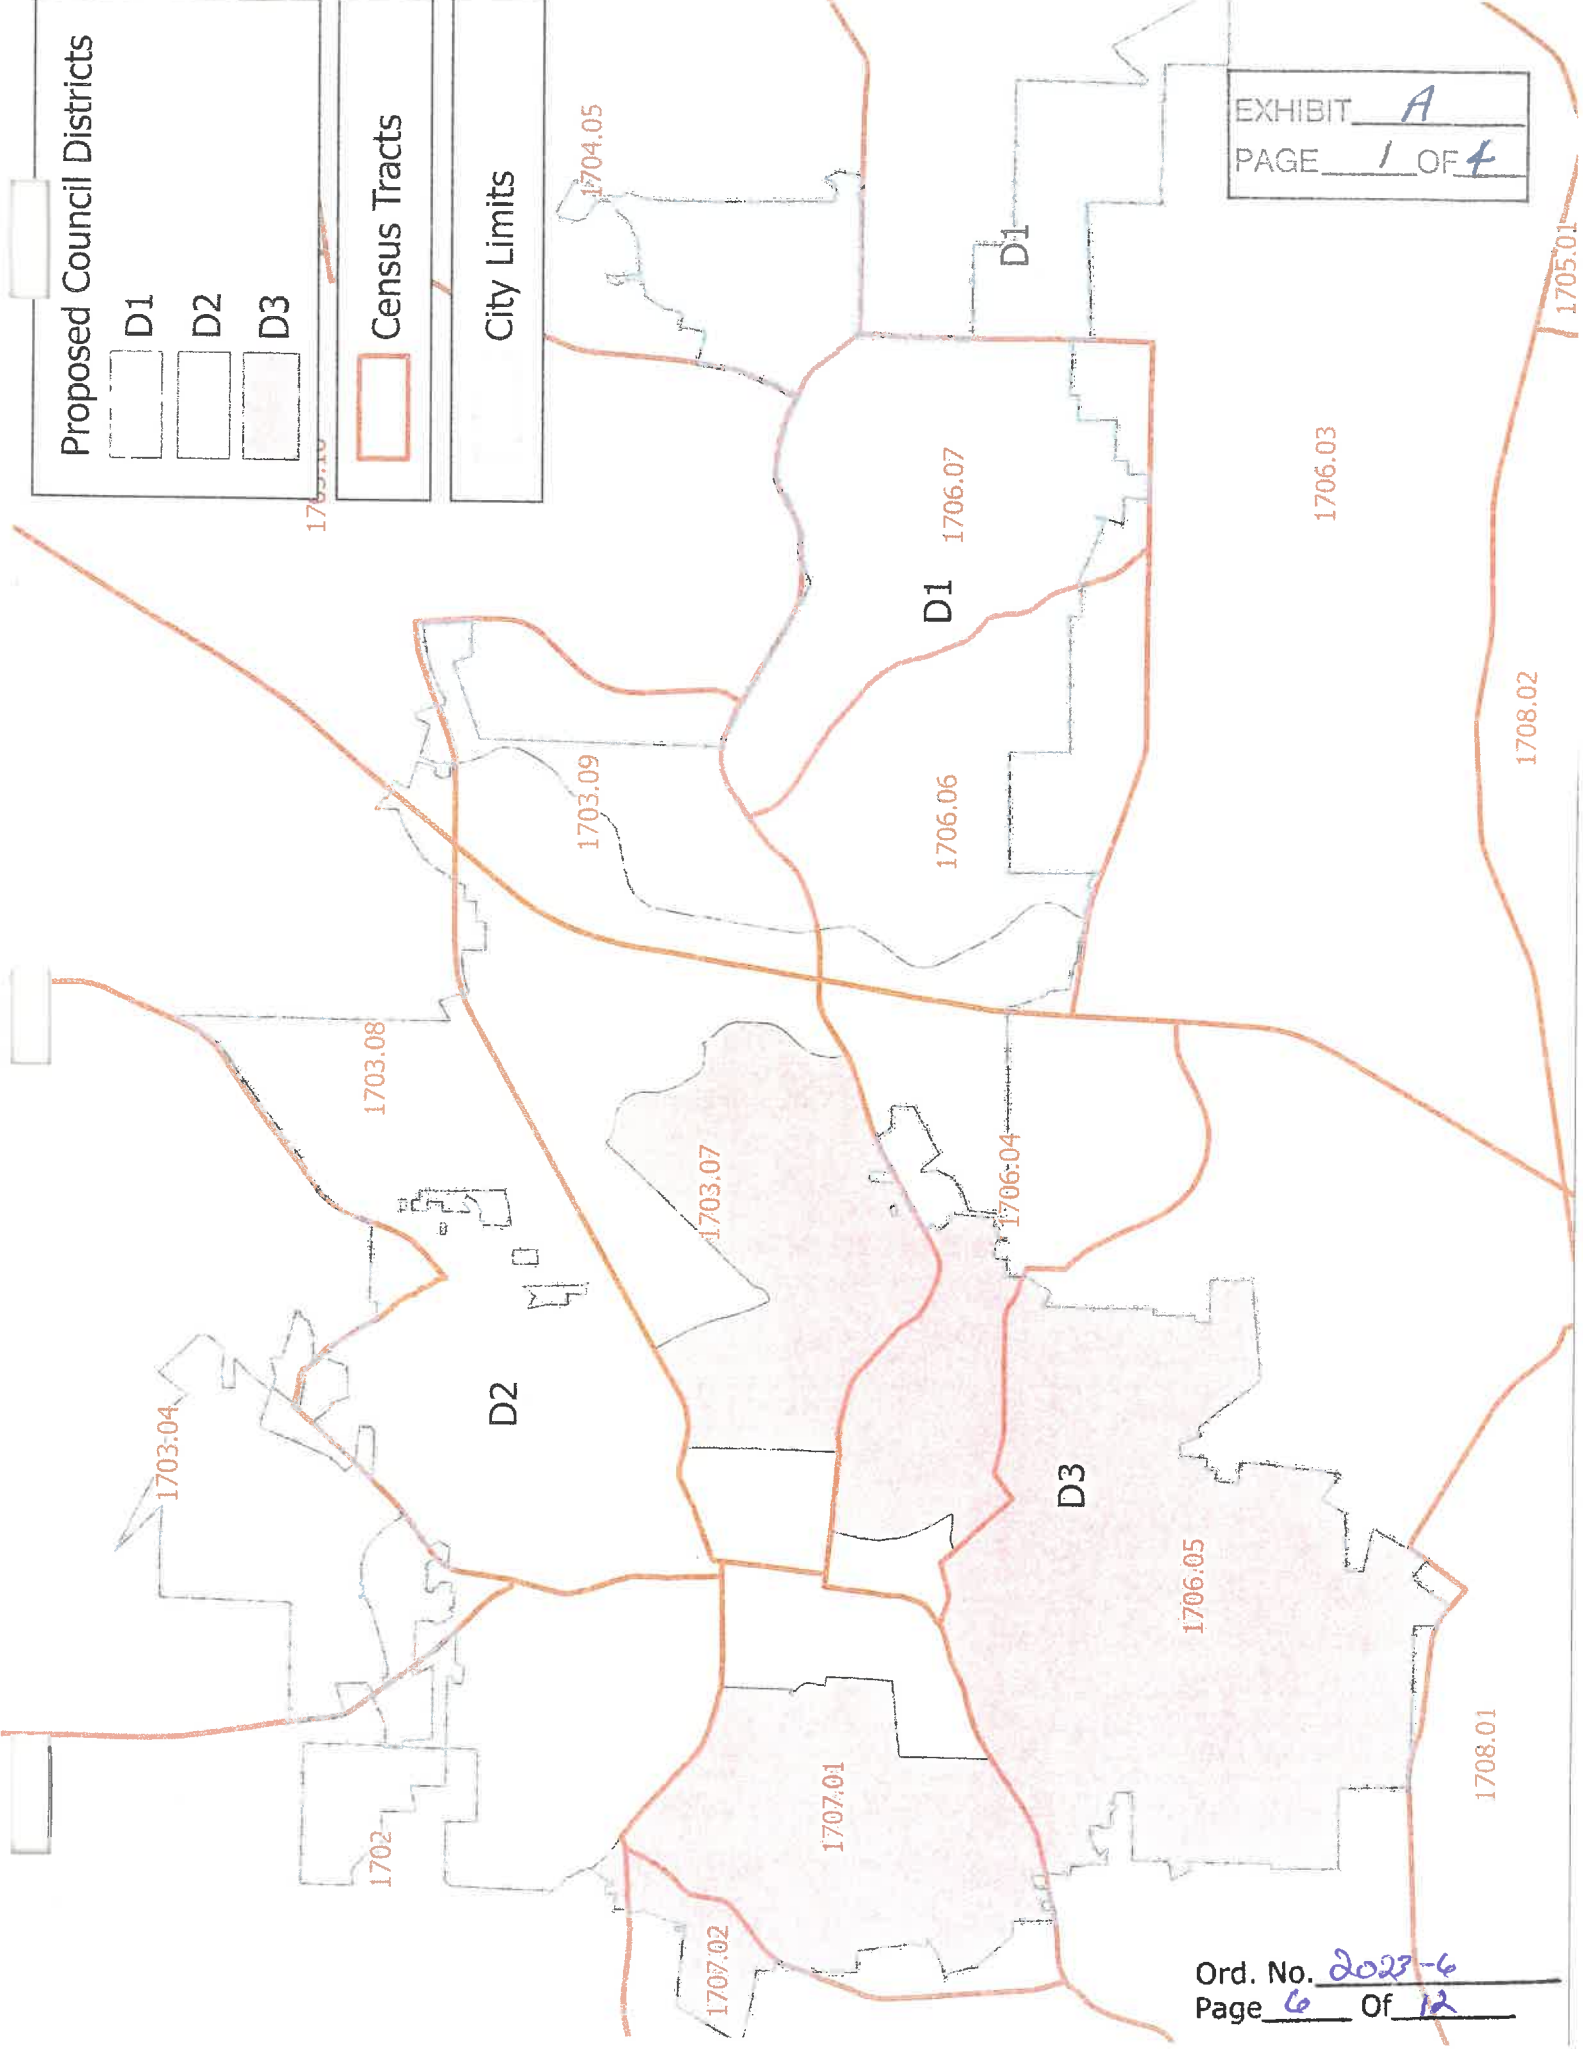 Proposed Council Districts
D1
D2
D3
Census Tracts
City Limits
1704.05
EXHIBIT A
PAGE 1 OF 4
D1
1705.01
1706.07
1706.03
D1
1703.09
1706.06
1708.02
1703.08
1703.07
1706.04
D2
1703.04
D3
1706.05
1702
1707.01
1708.01
1707.02
Ord. No. 2023-6
Page 6 Of 12